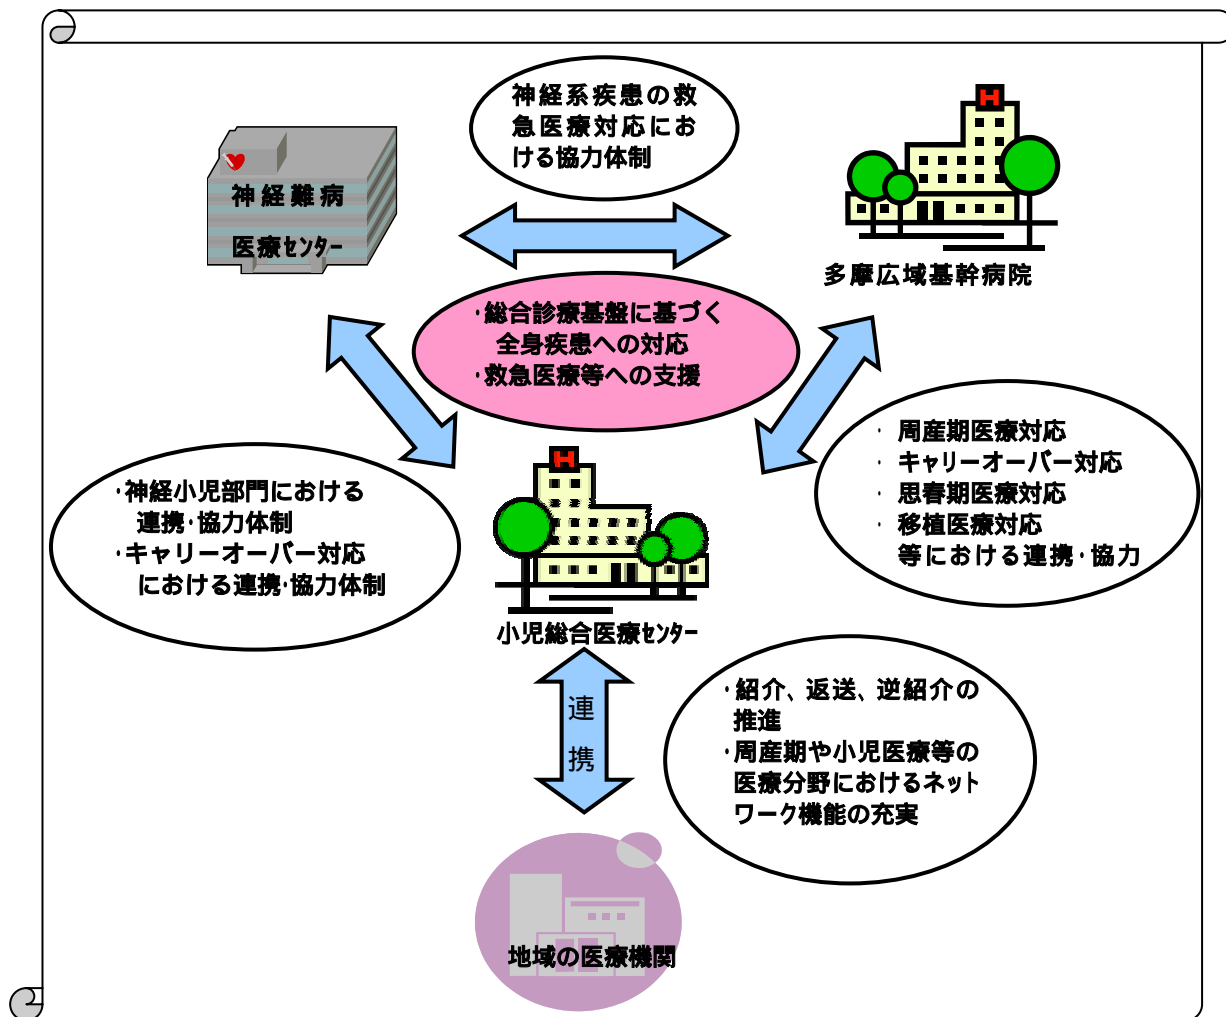 神経系疾患の救
急医療対応にお
ける協力体制
神経難病
医療センター
多摩広域基幹病院
・総合診療基盤に基づく
全身疾患への対応
・救急医療等への支援
・神経小児部門における
連携・協力体制
・キャリーオーバー対応
における連携・協力体制
・周産期医療対応
・キャリーオーバー対応
・思春期医療対応
・移植医療対応
等における連携・協力
小児総合医療センター
連
携
・紹介、返送、逆紹介の
推進
・周産期や小児医療等の
医療分野におけるネット
ワーク機能の充実
地域の医療機関